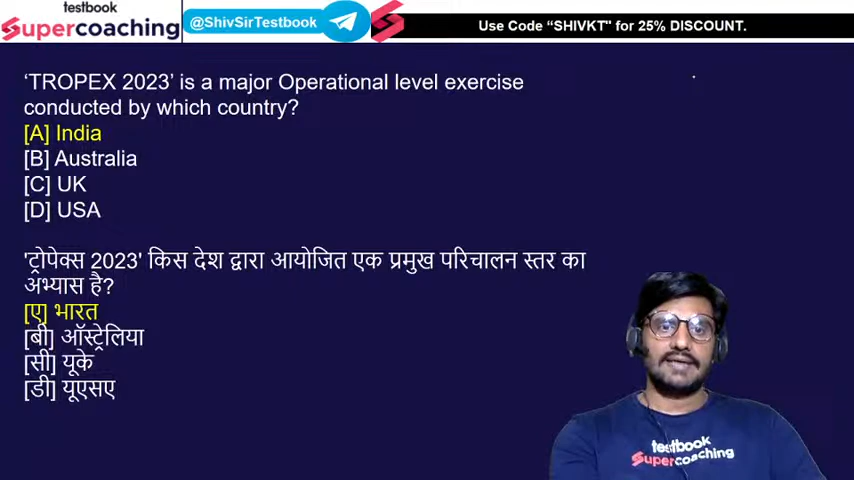 testbook
Supercoaching
@ShivSirTestbook
Use Code “SHIVKT" for 25% DISCOUNT.
‘TROPEX 2023’ is a major Operational level exercise
conducted by which country?
[A] India
[B] Australia
[C] UK
[D] USA
'ट्रोपेक्स 2023' किस देश द्वारा आयोजित एक प्रमुख परिचालन स्तर का
अभ्यास है?
[ए] भारत
[बी] ऑस्ट्रेलिया
[सी] यूके
[डी] यूएसए
testbook
Supercoaching